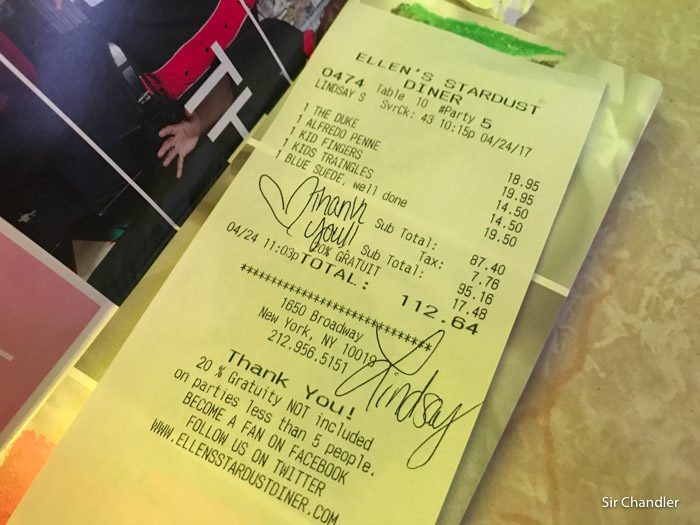 ELLEN'S STARDUST
DINER
0474 Table 10 #Party 5
LINDSAY S SvrCk: 43 10:15p 04/24/17
1 THE DUKE 18.95
1 ALFREDO PENNE 19.95
1 KID FINGERS 14.50
1 KIDS TRAINGLES 14.50
1 BLUE SUEDE, well done 19.50
Thank
you!!
Sub Total: 87.40
Tax: 7.76
Sub Total: 95.16
20% GRATUIT 17.48
04/24 11:03p TOTAL: 112.64
*******************************
1650 Broadway
New York, NY 10019
212.956.5151
Lindsay
Thank You!
20 % Gratuity NOT included
on parties less than 5 people.
BECOME A FAN ON FACEBOOK
FOLLOW US ON TWITTER
WWW.ELLENSSTARDUSTDINER.COM
Sir Chandler